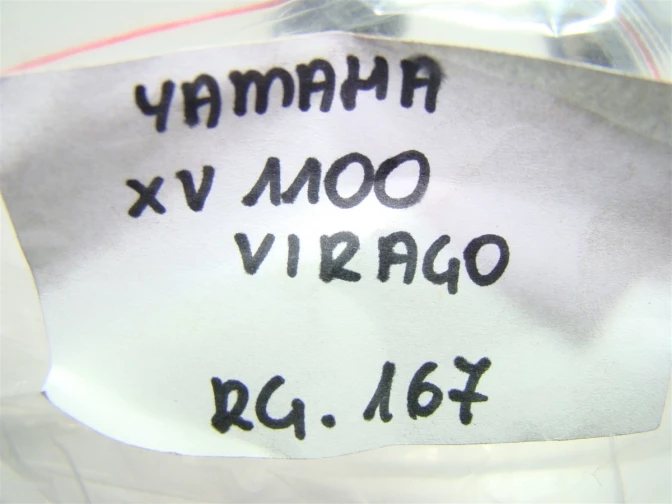 YAMAHA
XV 1100
VIRAGO
RG. 167